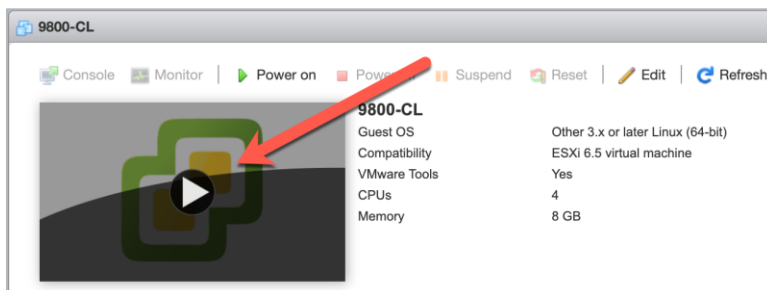 9800-CL
Console Monitor Power on Suspend Reset Edit Refresh
9800-CL
Guest OS Other 3.x or later Linux (64-bit)
Compatibility ESXi 6.5 virtual machine
VMware Tools Yes
CPUs 4
Memory 8 GB